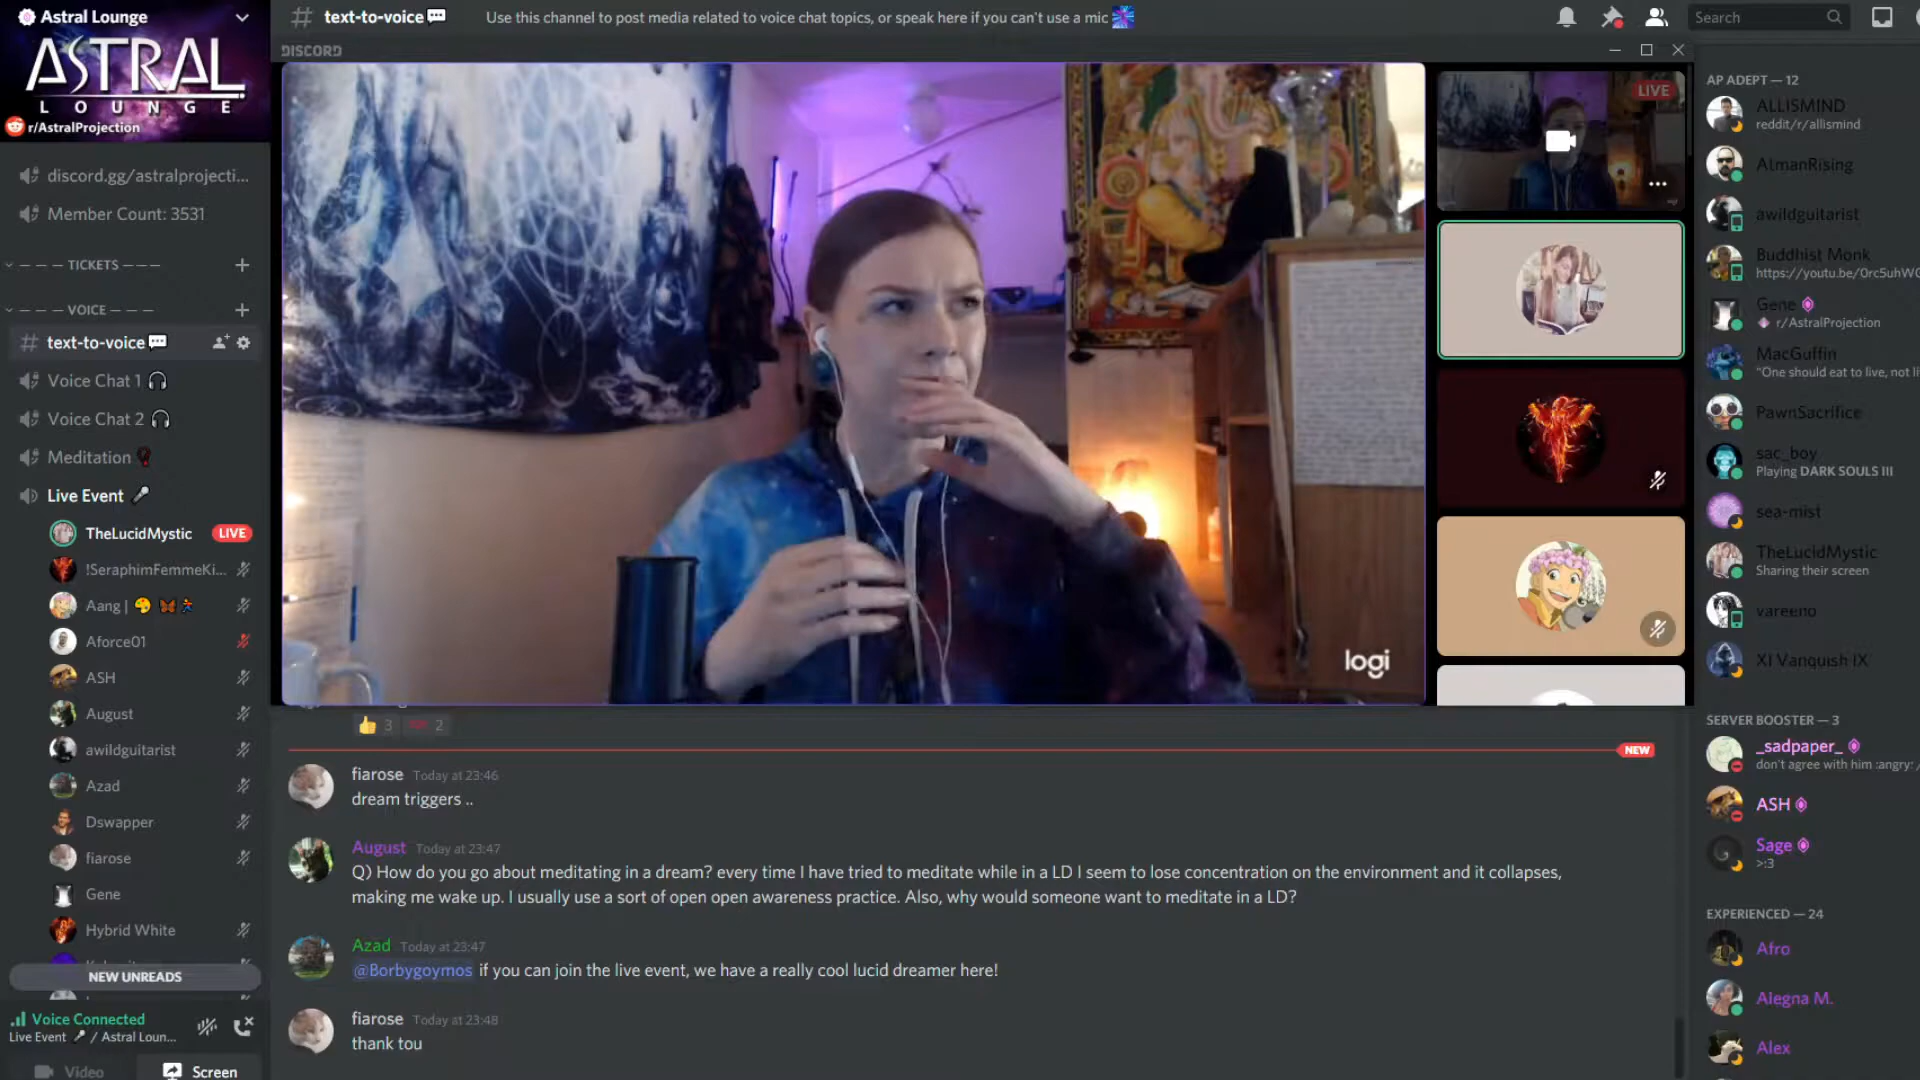 Astral Lounge
ASTRAL
LOUNGE
r/AstralProjection
discord.gg/astralprojecti...
Member Count: 3531
TICKETS
VOICE
text-to-voice
Voice Chat 1
Voice Chat 2
Meditation
Live Event
TheLucidMystic LIVE
!SeraphimFemmeKi...
Aang |
Aforce01
ASH
August
awildguitarist
Azad
Dswapper
fiarose
Gene
Hybrid White
NEW UNREADS
Voice Connected
Live Event / Astral Loun...
Video
Screen
# text-to-voice
Use this channel to post media related to voice chat topics, or speak here if you can't use a mic
Search
DISCORD
LIVE
logi
3 2
NEW
fiarose Today at 23:46
dream triggers ..
August Today at 23:47
Q) How do you go about meditating in a dream? every time I have tried to meditate while in a LD I seem to lose concentration on the environment and it collapses,
making me wake up. I usually use a sort of open open awareness practice. Also, why would someone want to meditate in a LD?
Azad Today at 23:47
@Borbygoymos if you can join the live event, we have a really cool lucid dreamer here!
fiarose Today at 23:48
thank tou
AP ADEPT — 12
ALLISMIND
reddit/r/allismind
AtmanRising
awildguitarist
Buddhist Monk
https://youtu.be/0rc5uhW
Gene
r/AstralProjection
MacGuffin
"One should eat to live, not li
PawnSacrifice
sac_boy
Playing DARK SOULS III
sea-mist
TheLucidMystic
Sharing their screen
vareeno
XI Vanquish IX
SERVER BOOSTER — 3
_sadpaper_
don't agree with him :angry: /
ASH
Sage
>:3
EXPERIENCED — 24
Afro
Alegna M.
Alex